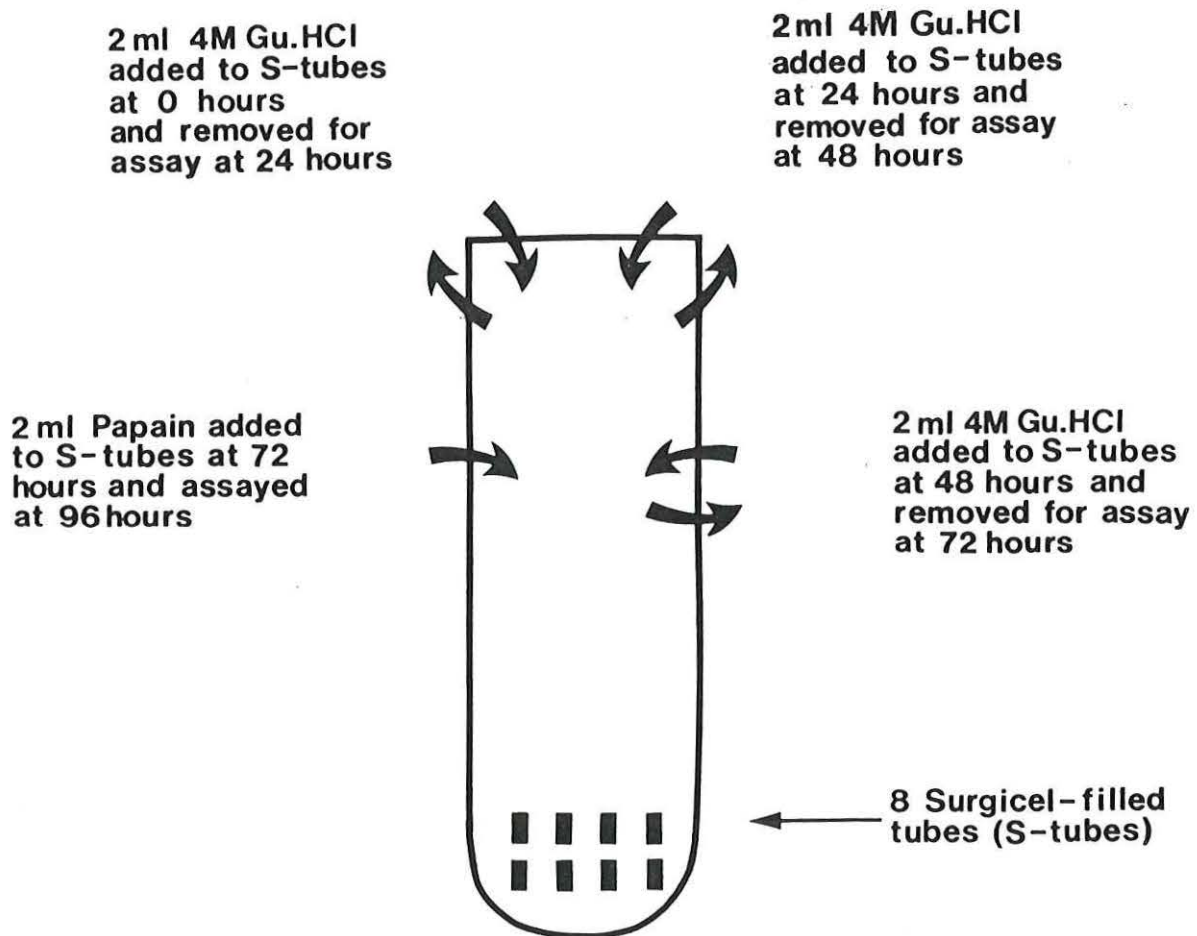 2 ml 4M Gu.HCl
added to S-tubes
at 0 hours
and removed for
assay at 24 hours
2 ml 4M Gu.HCl
added to S-tubes
at 24 hours and
removed for assay
at 48 hours
2 ml Papain added
to S-tubes at 72
hours and assayed
at 96 hours
2 ml 4M Gu.HCl
added to S-tubes
at 48 hours and
removed for assay
at 72 hours
8 Surgicel-filled
tubes (S-tubes)